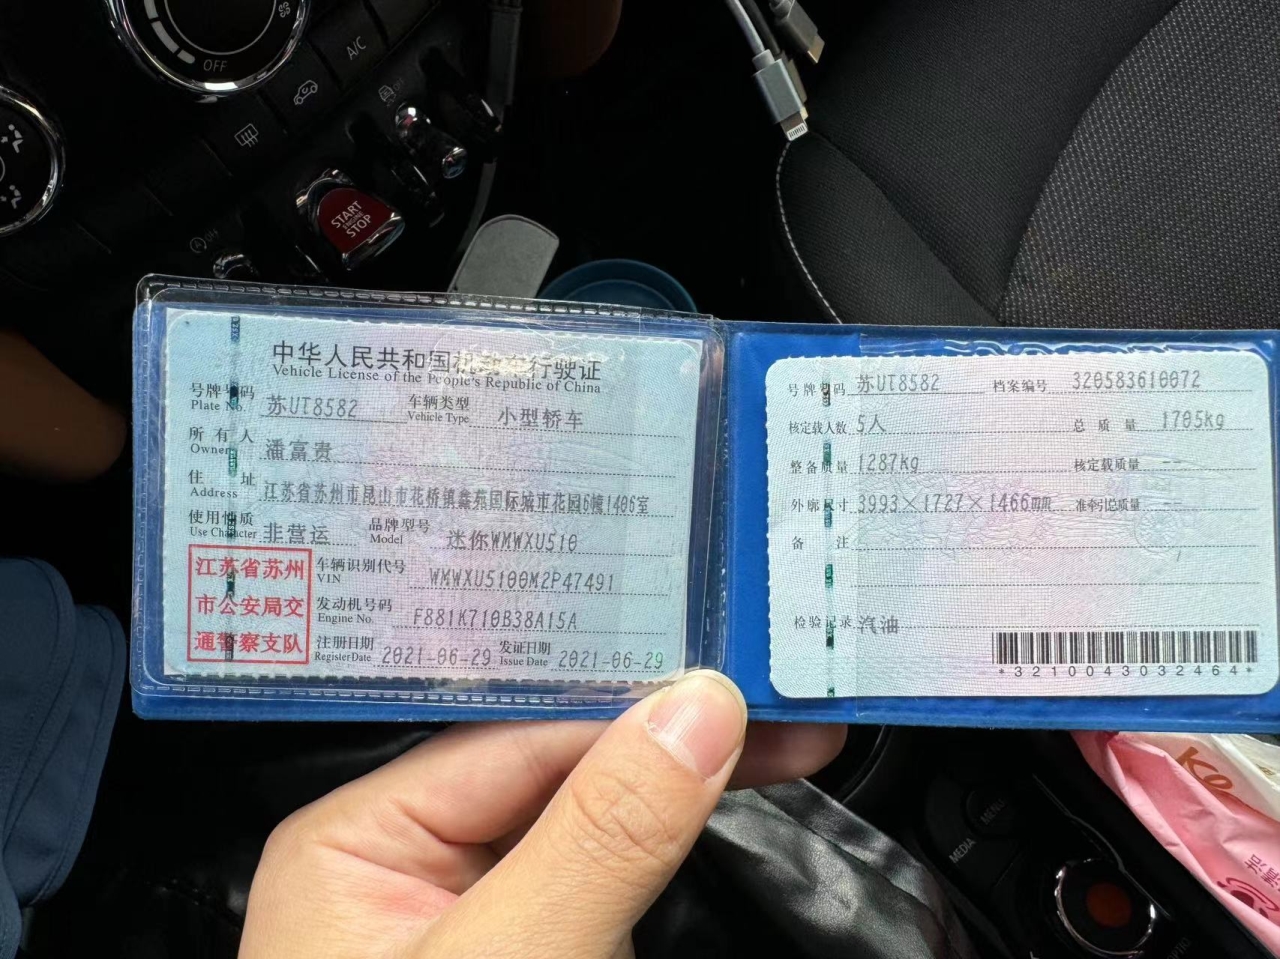 OFF
A/C
START
ENGINE
STOP
OFF
中华人民共和国机动车行驶证
Vehicle License of the People's Republic of China
号牌号码 苏UT8582 车辆类型 小型轿车
Plate No. Vehicle Type
所有人 潘富贵
Owner
住址 江苏省苏州市昆山市花桥镇鑫苑国际城市花园6幢1406室
Address
使用性质 非营运 品牌型号 迷你WMWXU510
Use Character Model
江苏省苏州
市公安局交
通警察支队
车辆识别代号 WMWXU5100M2P47491
VIN
发动机号码 F881K710B38A15A
Engine No.
注册日期 2021-06-29 发证日期 2021-06-29
Register Date Issue Date
号牌号码 苏UT8582 档案编号 320583610072
核定载人数 5人 总质量 1705kg
整备质量 1287kg 核定载质量 --
外廓尺寸 3993×1727×1466mm 准牵引总质量 --
备注
检验记录 汽油
*3210043032464*
MENU
MEDIA